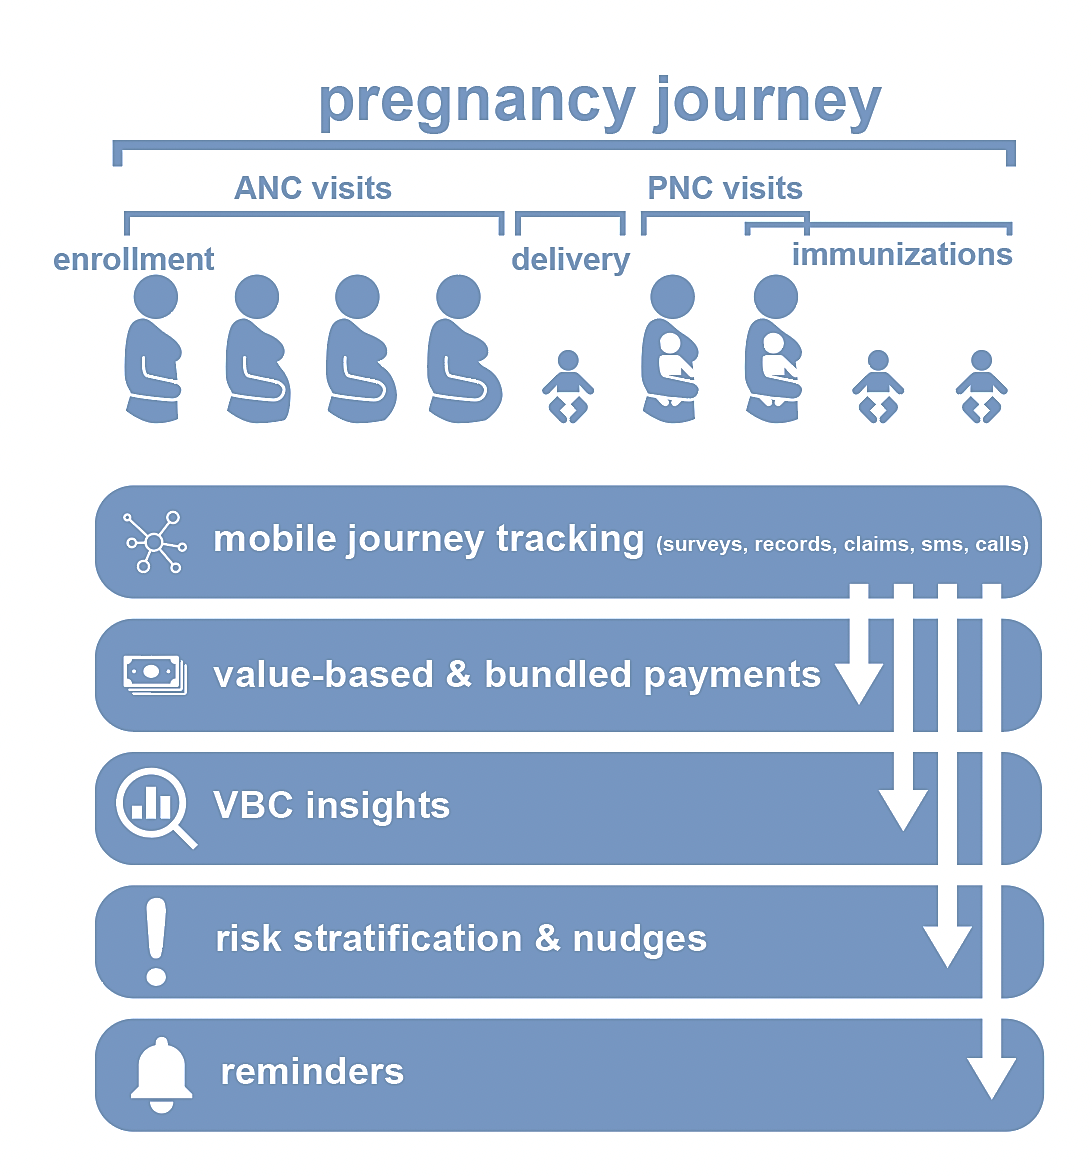 pregnancy journey
ANC visits
PNC visits
enrollment
delivery
immunizations
mobile journey tracking (surveys, records, claims, sms, calls)
value-based & bundled payments
VBC insights
risk stratification & nudges
reminders